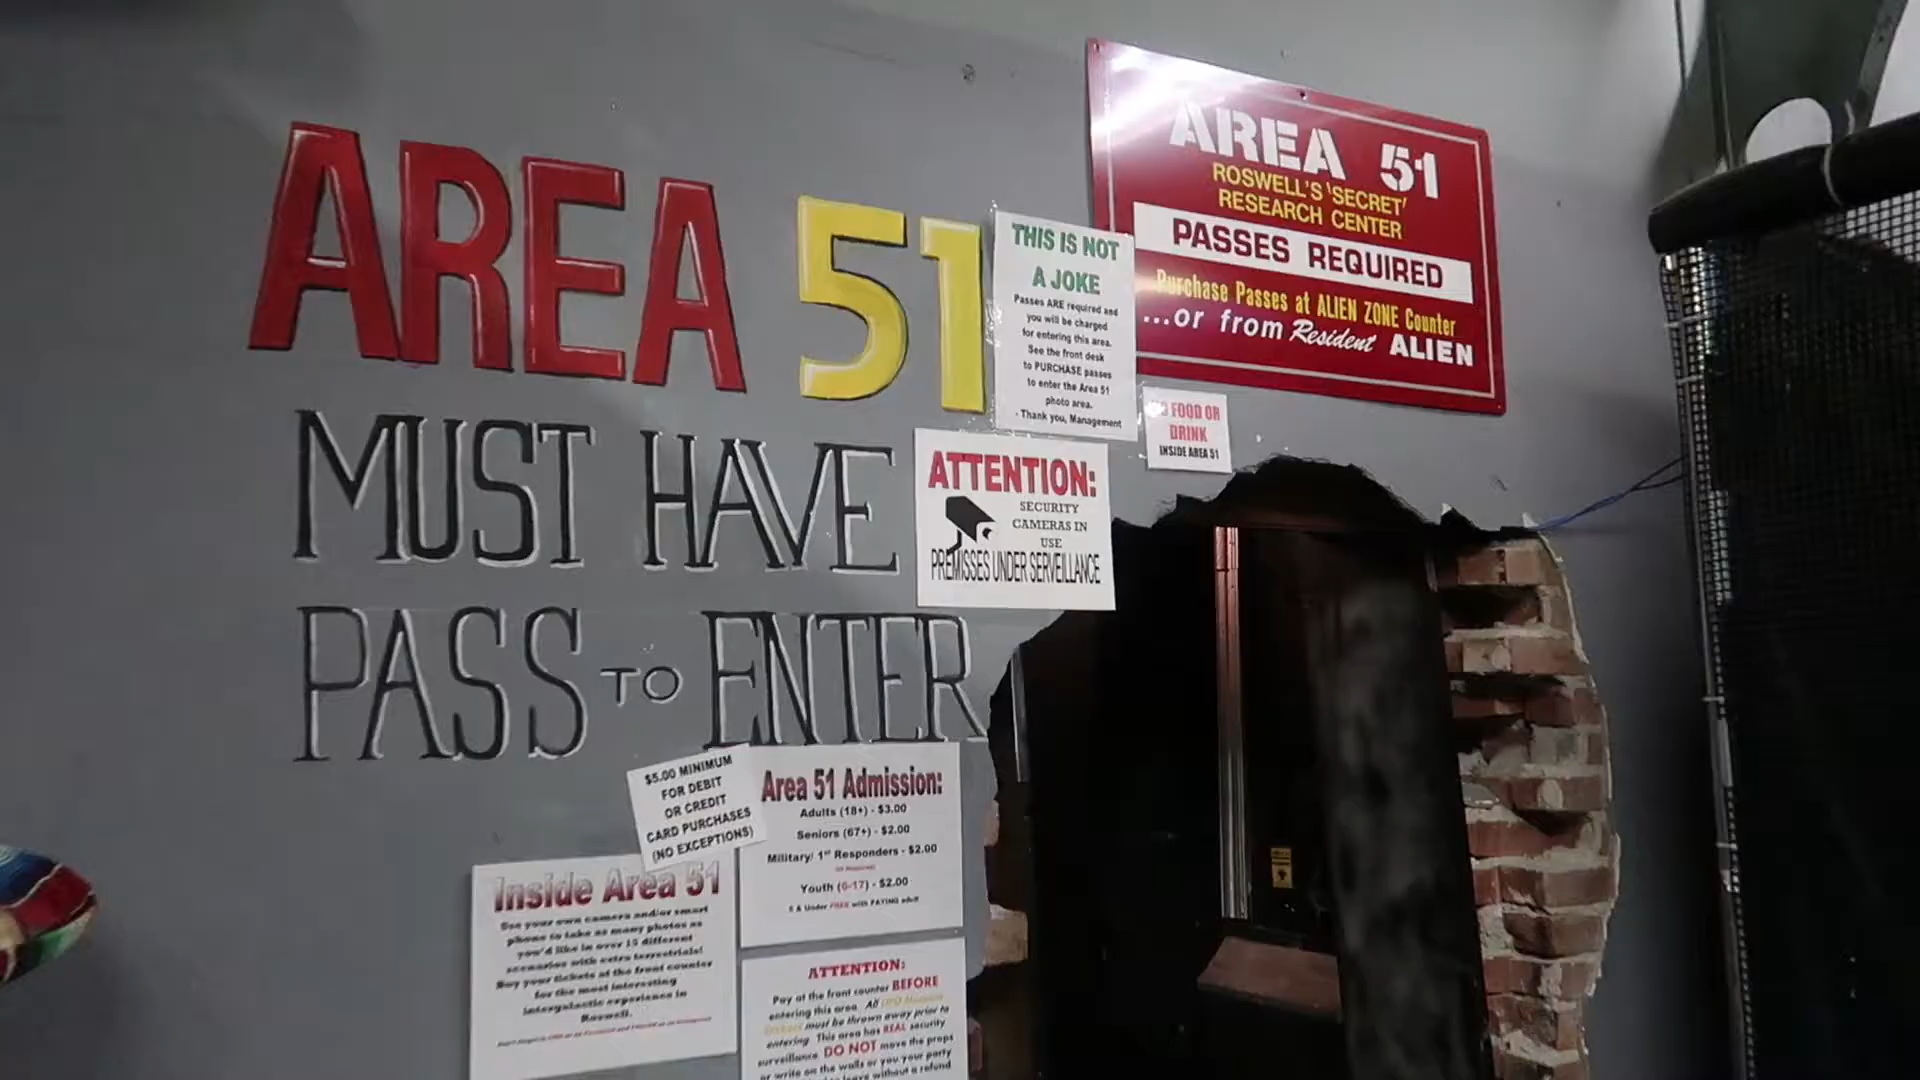 AREA 51
MUST HAVE
PASS TO ENTER
AREA 51
ROSWELL'S 'SECRET'
RESEARCH CENTER
PASSES REQUIRED
Purchase Passes at ALIEN ZONE Counter
...or from Resident ALIEN
THIS IS NOT
A JOKE
Passes ARE required and
you will be charged
for entering this area.
See the front desk
to PURCHASE passes
to enter the Area 51
photo area.
- Thank you, Management
NO FOOD OR
DRINK
INSIDE AREA 51
ATTENTION:
SECURITY
CAMERAS IN
USE
PREMISSES UNDER SERVEILLANCE
$5.00 MINIMUM
FOR DEBIT
OR CREDIT
CARD PURCHASES
(NO EXCEPTIONS)
Area 51 Admission:
Adults (18+) - $3.00
Seniors (67+) - $2.00
Military/ 1st Responders - $2.00
Youth (6-17) - $2.00
5 & Under FREE with PAYING adult
Inside Area 51
Use your own camera and/or smart
phone to take as many photos as
you'd like in over 15 different
scenarios with extra terrestrials!
Buy your tickets at the front counter
for the most interesting
intergalactic experience in
Roswell.
ATTENTION:
Pay at the front counter BEFORE
entering this area. All UFO Museum
Stickers must be thrown away prior to
entering. This area has REAL security
surveillance. DO NOT move the props
or write on the walls or you your party
leave without a refund